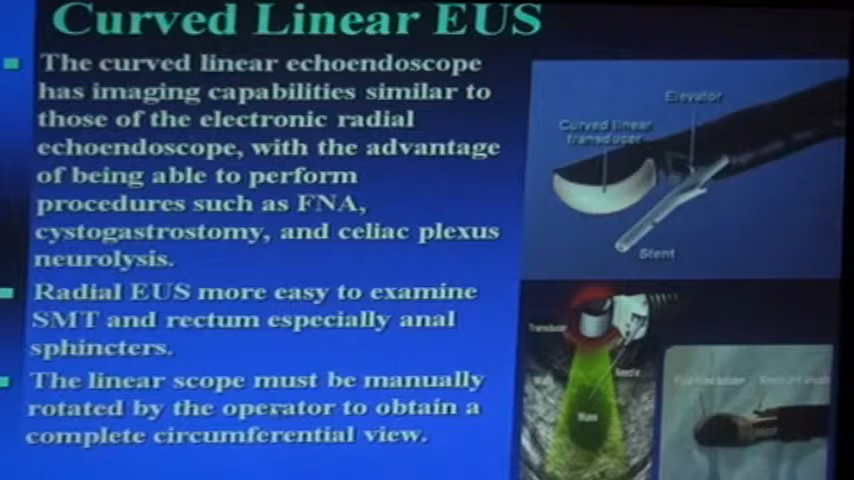 Curved Linear EUS
The curved linear echoendoscope
has imaging capabilities similar to
those of the electronic radial
echoendoscope, with the advantage
of being able to perform
procedures such as FNA,
cystogastrostomy, and celiac plexus
neurolysis.
Radial EUS more easy to examine
SMT and rectum especially anal
sphincters.
The linear scope must be manually
rotated by the operator to obtain a
complete circumferential view.
Elevator
Curved linear
transducer
Stent
Transducer
Needle
Mass